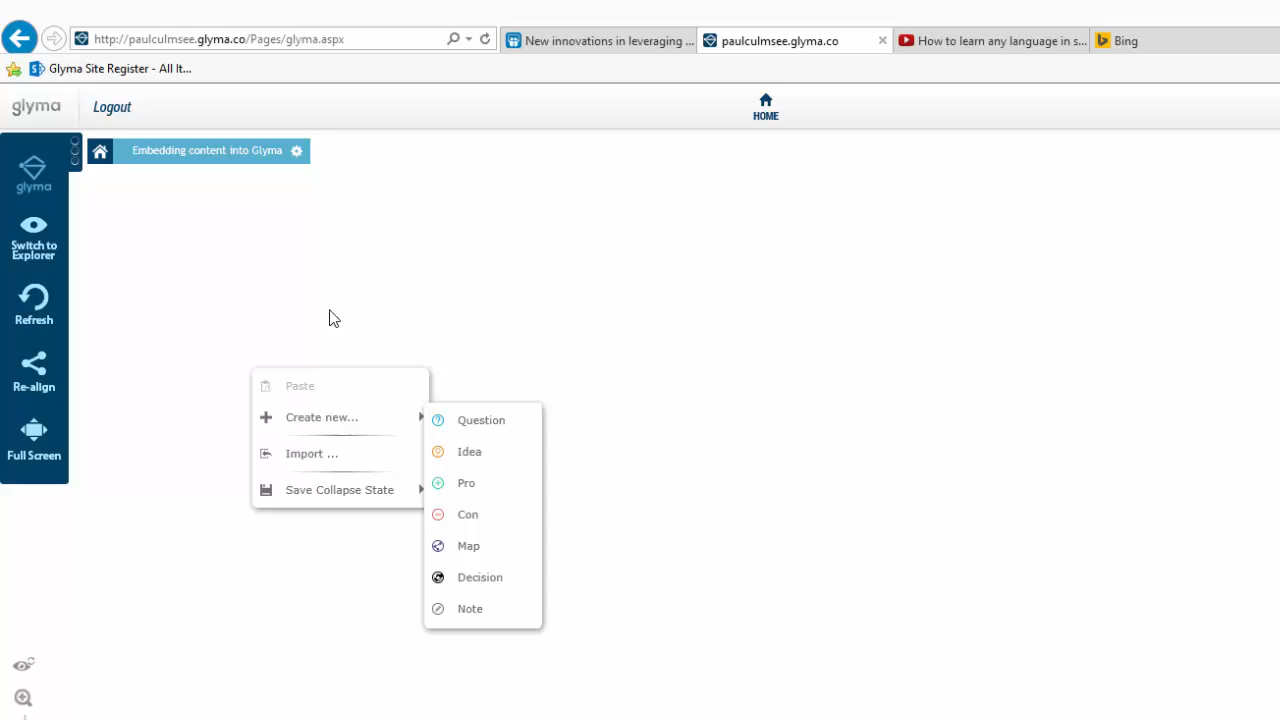 http://paulculmsee.glyma.co/Pages/glyma.aspx
New innovations in leveraging ...
paulculmsee.glyma.co
How to learn any language in s...
Bing
Glyma Site Register - All It...
glyma
Logout
HOME
glyma
Embedding content into Glyma
Switch to
Explorer
Refresh
Re-align
Full Screen
Paste
Create new...
Import ...
Save Collapse State
Question
Idea
Pro
Con
Map
Decision
Note